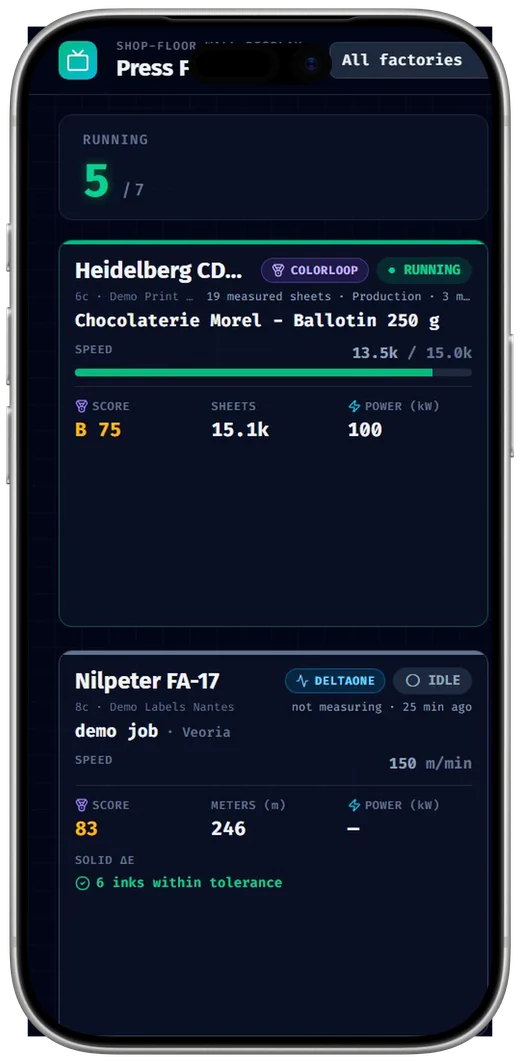 SHOP-FLOOR WALL DISPLAY
Press F
All factories
RUNNING
5 / 7
Heidelberg CD… COLORLOOP RUNNING
6c · Demo Print … 19 measured sheets · Production · 3 m…
Chocolaterie Morel – Ballotin 250 g
SPEED 13.5k / 15.0k
SCORE SHEETS POWER (kW)
B 75 15.1k 100
Nilpeter FA-17 DELTAONE IDLE
8c · Demo Labels Nantes not measuring · 25 min ago
demo job · Veoria
SPEED 150 m/min
SCORE METERS (m) POWER (kW)
83 246 —
SOLID ΔE
6 inks within tolerance